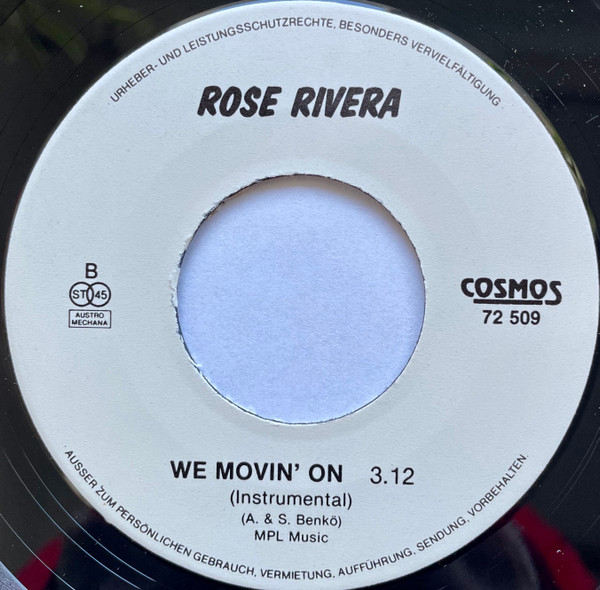 URHEBER- UND LEISTUNGSSCHUTZRECHTE, BESONDERS VERVIELFÄLTIGUNG
ROSE RIVERA
B
ST 45
AUSTRO
MECHANA
COSMOS
72 509
WE MOVIN' ON 3.12
(Instrumental)
(A. & S. Benkö)
MPL Music
AUSSER ZUM PERSÖNLICHEN GEBRAUCH, VERMIETUNG, AUFFÜHRUNG, SENDUNG, VORBEHALTEN.